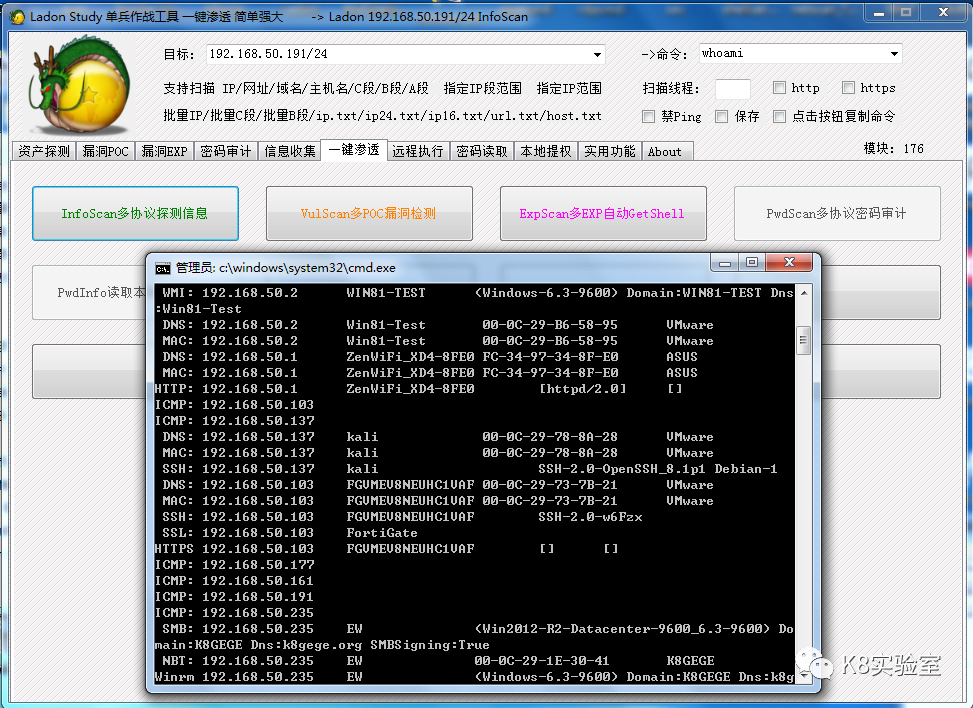 Ladon Study 单兵作战工具 一键渗透 简单强大 -> Ladon 192.168.50.191/24 InfoScan
目标: 192.168.50.191/24 ->命令: whoami
支持扫描 IP/网址/域名/主机名/C段/B段/A段 指定IP段范围 指定IP范围 扫描线程: http https
批量IP/批量C段/批量B段/ip.txt/ip24.txt/ip16.txt/url.txt/host.txt 禁Ping 保存 点击按钮复制命令
资产探测 漏洞POC 漏洞EXP 密码审计 信息收集 一键渗透 远程执行 密码读取 本地提权 实用功能 About 模块: 176
InfoScan多协议探测信息 VulScan多POC漏洞检测 ExpScan多EXP自动GetShell PwdScan多协议密码审计
PwdInfo读取本
管理员: c:\windows\system32\cmd.exe
WMI: 192.168.50.2 WIN81-TEST (Windows-6.3-9600) Domain:WIN81-TEST Dns
:Win81-Test
DNS: 192.168.50.2 Win81-Test 00-0C-29-B6-58-95 VMware
MAC: 192.168.50.2 Win81-Test 00-0C-29-B6-58-95 VMware
DNS: 192.168.50.1 ZenWiFi_XD4-8FE0 FC-34-97-34-8F-E0 ASUS
MAC: 192.168.50.1 ZenWiFi_XD4-8FE0 FC-34-97-34-8F-E0 ASUS
HTTP: 192.168.50.1 ZenWiFi_XD4-8FE0 [httpd/2.0] []
ICMP: 192.168.50.103
ICMP: 192.168.50.137
DNS: 192.168.50.137 kali 00-0C-29-78-8A-28 VMware
MAC: 192.168.50.137 kali 00-0C-29-78-8A-28 VMware
SSH: 192.168.50.137 kali SSH-2.0-OpenSSH_8.1p1 Debian-1
DNS: 192.168.50.103 FGVMEV8NEUHC1VAF 00-0C-29-73-7B-21 VMware
MAC: 192.168.50.103 FGVMEV8NEUHC1VAF 00-0C-29-73-7B-21 VMware
SSH: 192.168.50.103 FGVMEV8NEUHC1VAF SSH-2.0-w6Fzx
SSL: 192.168.50.103 FortiGate
HTTPS 192.168.50.103 FGVMEV8NEUHC1VAF [] []
ICMP: 192.168.50.177
ICMP: 192.168.50.161
ICMP: 192.168.50.191
ICMP: 192.168.50.235
SMB: 192.168.50.235 EW (Win2012-R2-Datacenter-9600_6.3-9600) Do
main:K8GEGE Dns:k8gege.org SMBSigning:True
NBT: 192.168.50.235 EW 00-0C-29-1E-30-41 K8GEGE
Winrm 192.168.50.235 EW (Windows-6.3-9600) Domain:K8GEGE Dns:k8g
K8实验室